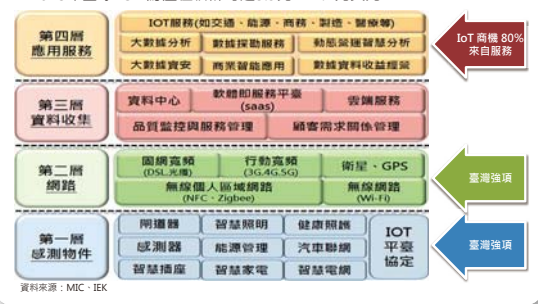 第四層
應用服務
IOT服務(如交通、能源、商務、製造、醫療等)
大數據分析
數據探勘服務
動態營運智慧分析
大數據資安
商業智能應用
數據資料收益經營
IoT 商機 80%
來自服務
第三層
資料收集
資料中心
軟體即服務平臺
(saas)
雲端服務
品質監控與服務管理
顧客需求關係管理
第二層
網路
固網寬頻
(DSL.光纖)
行動寬頻
(3G.4G.5G)
衛星、GPS
無線個人區域網路
(NFC、Zigbee)
無線網路
(Wi-Fi)
臺灣強項
第一層
感測物件
閘道器
智慧照明
健康照護
感測器
能源管理
汽車聯網
智慧插座
智慧家電
智慧電網
IOT
平臺
協定
臺灣強項
資料來源：MIC、IEK